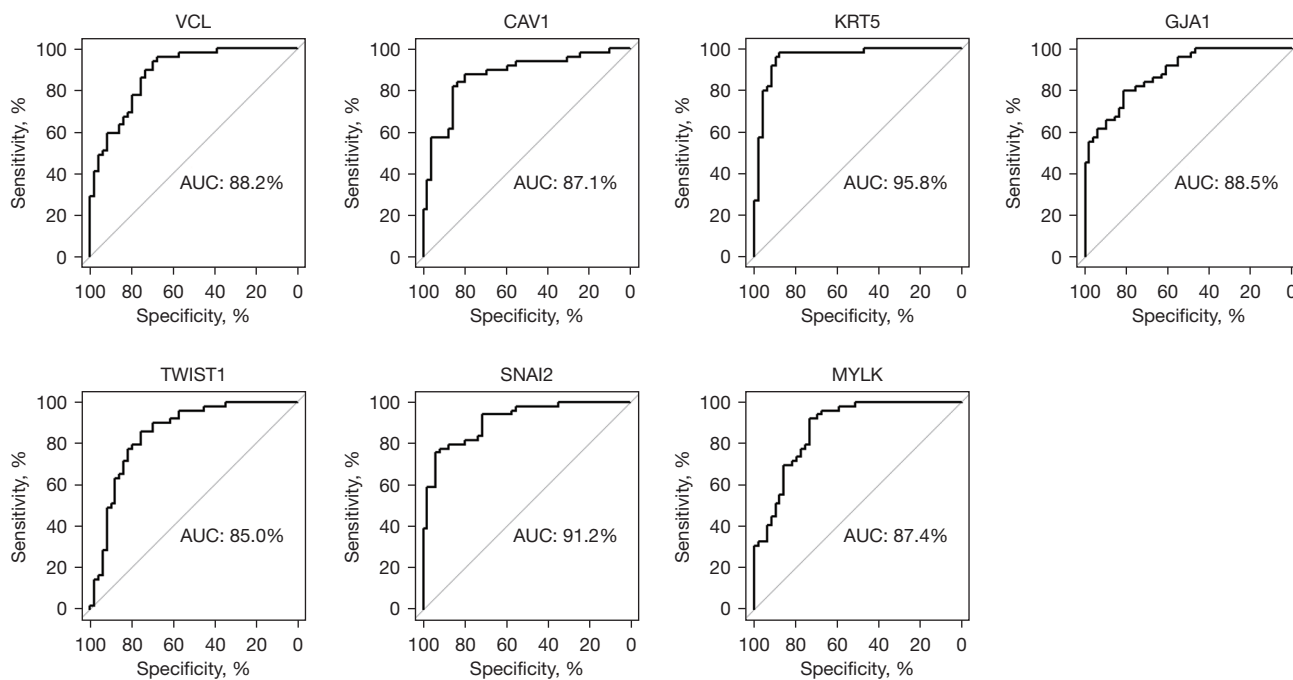 VCL
CAV1
KRT5
GJA1
100
80
60
40
20
0
Sensitivity, %
AUC: 88.2%
100 80 60 40 20 0
Specificity, %
100
80
60
40
20
0
Sensitivity, %
AUC: 87.1%
100 80 60 40 20 0
Specificity, %
100
80
60
40
20
0
Sensitivity, %
AUC: 95.8%
100 80 60 40 20 0
Specificity, %
100
80
60
40
20
0
Sensitivity, %
AUC: 88.5%
100 80 60 40 20 0
Specificity, %
TWIST1
SNAI2
MYLK
100
80
60
40
20
0
Sensitivity, %
AUC: 85.0%
100 80 60 40 20 0
Specificity, %
100
80
60
40
20
0
Sensitivity, %
AUC: 91.2%
100 80 60 40 20 0
Specificity, %
100
80
60
40
20
0
Sensitivity, %
AUC: 87.4%
100 80 60 40 20 0
Specificity, %